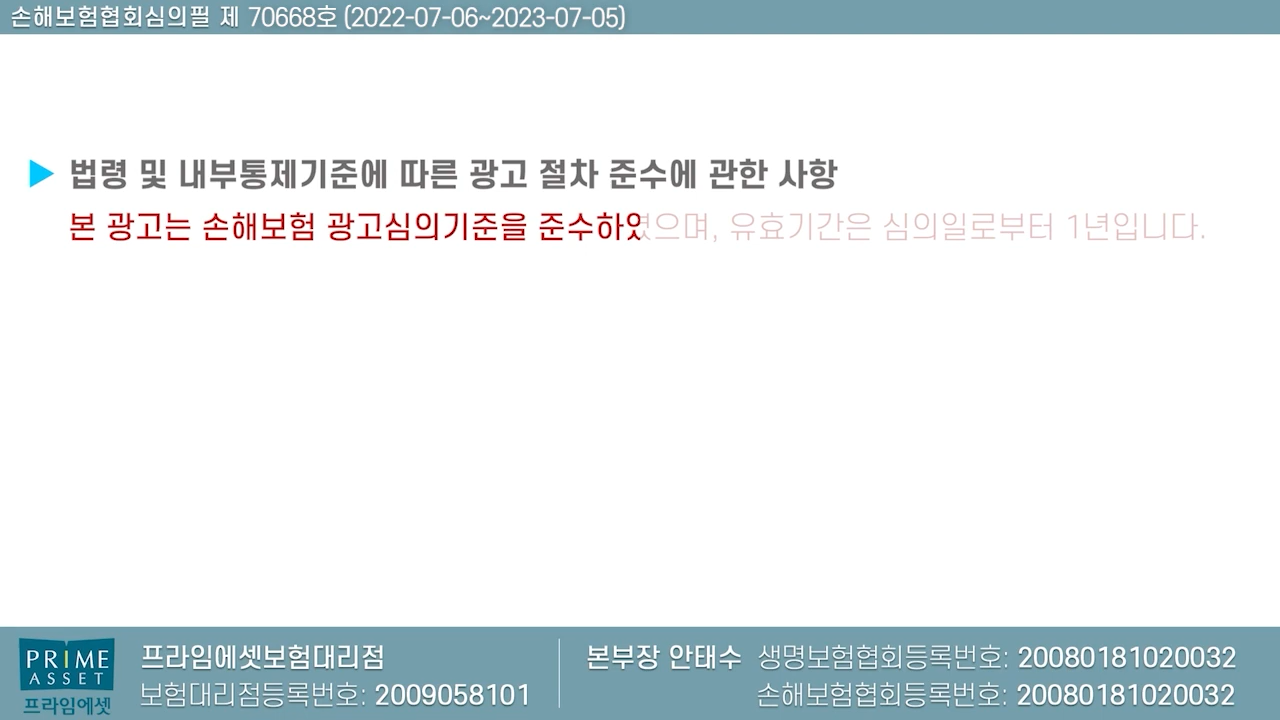 손해보험협회심의필 제 70668호 (2022-07-06~2023-07-05)
▶ 법령 및 내부통제기준에 따른 광고 절차 준수에 관한 사항
본 광고는 손해보험 광고심의기준을 준수하였으며, 유효기간은 심의일로부터 1년입니다.
PRIME
ASSET
프라임에셋
프라임에셋보험대리점
보험대리점등록번호: 2009058101
본부장 안태수 생명보험협회등록번호: 20080181020032
손해보험협회등록번호: 20080181020032